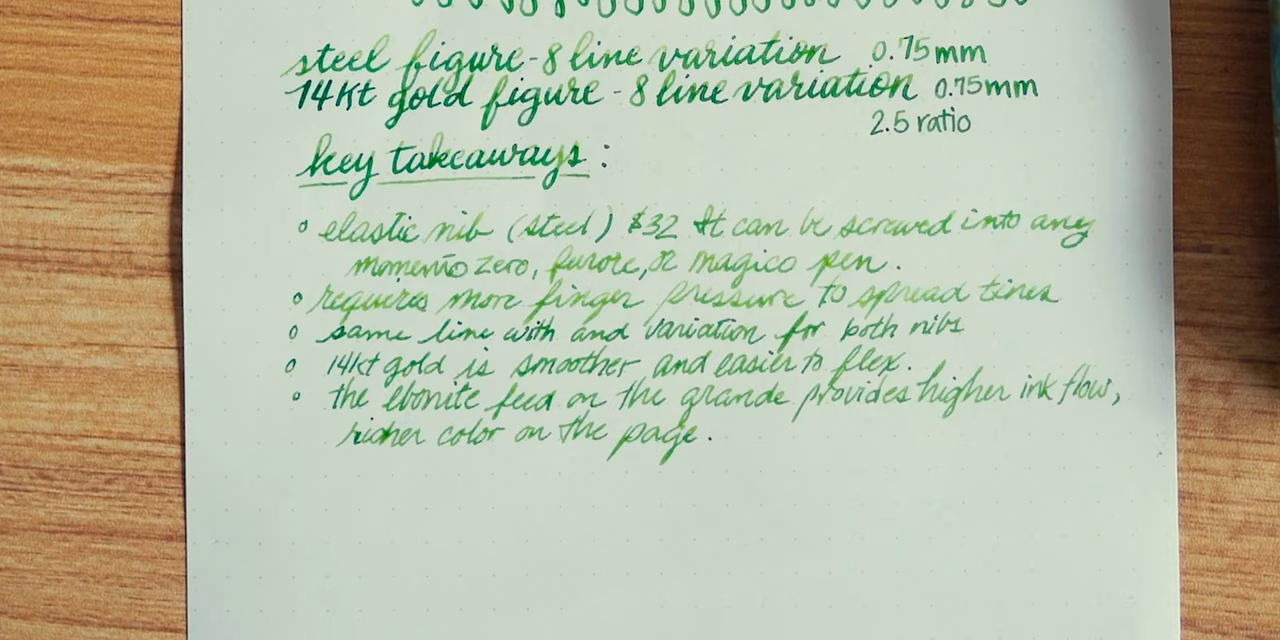 steel figure-8 line variation 0.75mm
14kt gold figure-8 line variation 0.75mm
2.5 ratio
key takeaways:
elastic nib (steel) $32 It can be screwed into any
momento zero, furore, or magico pen.
requires more finger pressure to spread tines
same line with and variation for both nibs
14kt gold is smoother and easier to flex.
the ebonite feed on the grande provides higher ink flow,
richer color on the page.